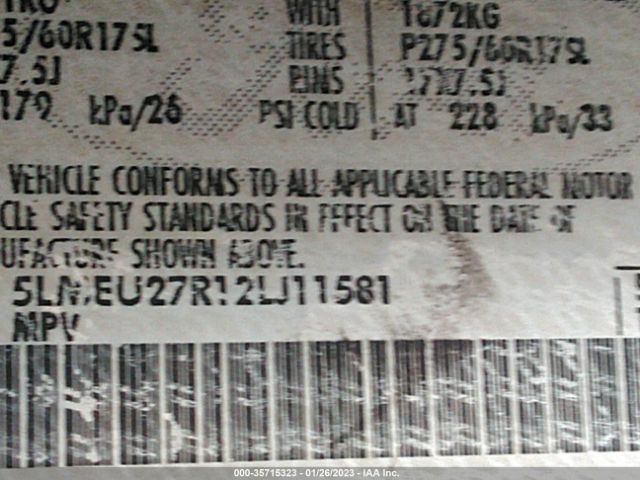 WITH 1872KG
5/60R17SL TIRES P275/60R17SL
7.5J RIMS 17X7.5J
179 kPa/26 PSI COLD AT 228 kPa/33
VEHICLE CONFORMS TO ALL APPLICABLE FEDERAL MOTOR
CLE SAFETY STANDARDS IN EFFECT ON THE DATE OF
UFACTURE SHOWN ABOVE.
5LMEU27R12LJ11581
MPV
000-35715323 - 01/26/2023 - IAA Inc.